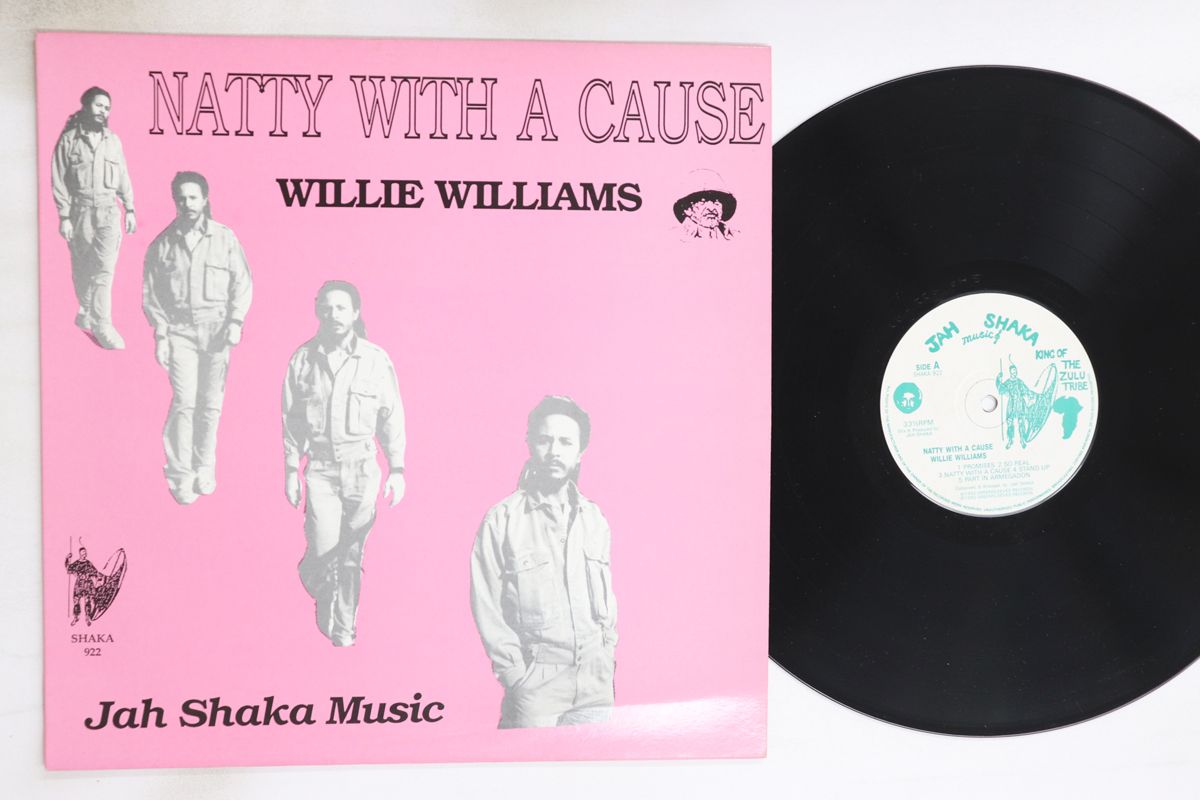 NATTY WITH A CAUSE
WILLIE WILLIAMS
SHAKA
922
Jah Shaka Music
JAH SHAKA
music
KING OF
THE
ZULU
TRIBE
SIDE A
SHAKA 922
33⅓RPM
Jah Shaka
NATTY WITH A CAUSE
WILLIE WILLIAMS
1 PROMISES 2 SO REAL
3 NATTY WITH A CAUSE 4 STAND UP
5 PART IN ARMEGADON